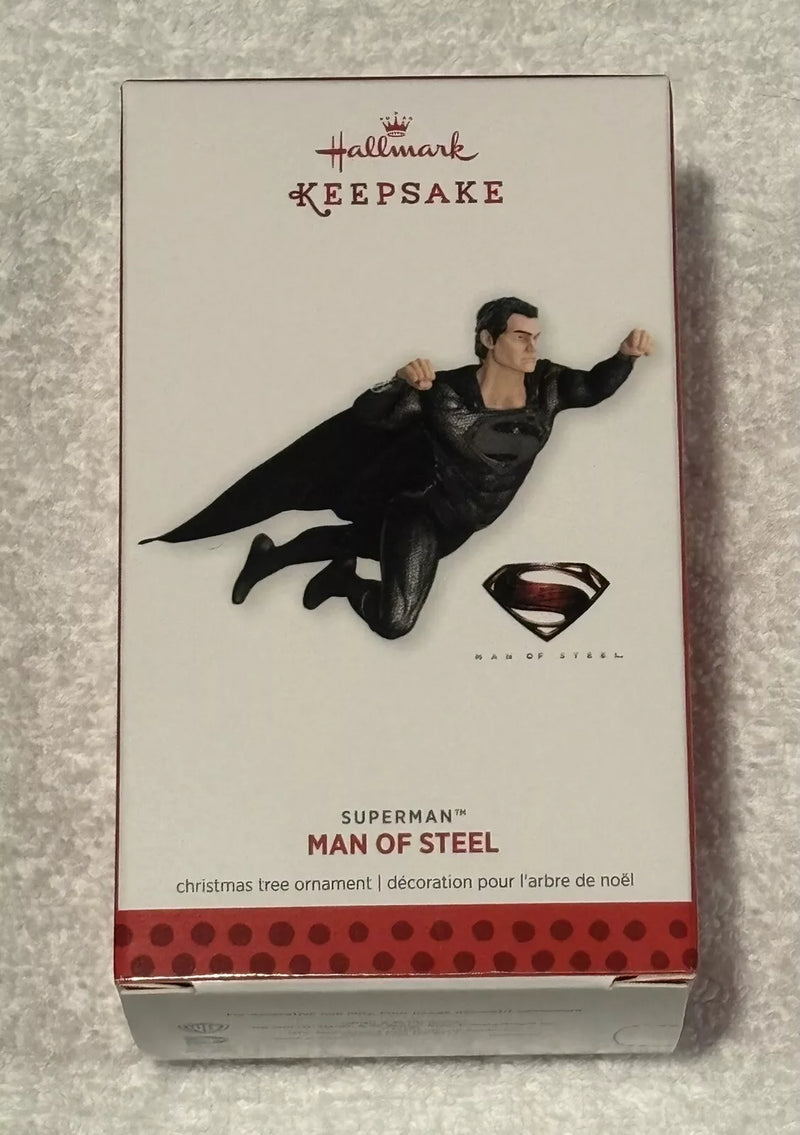 Hallmark
KEEPSAKE
MAN OF STEEL
SUPERMAN™
MAN OF STEEL
christmas tree ornament | décoration pour l'arbre de noël